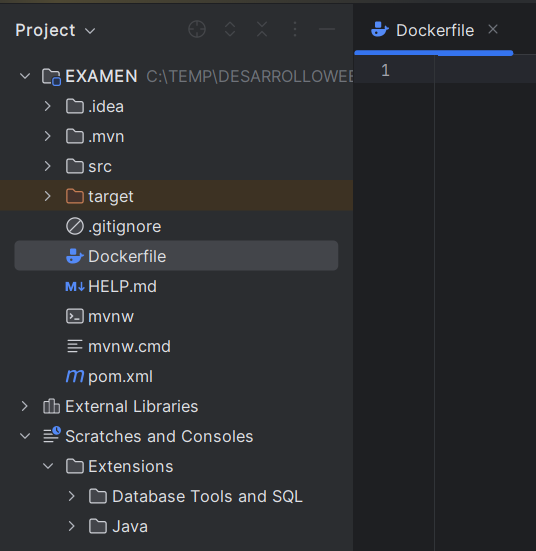 Project
Dockerfile
1
EXAMEN C:\TEMP\DESARROLLOWEB
.idea
.mvn
src
target
.gitignore
Dockerfile
HELP.md
mvnw
mvnw.cmd
pom.xml
External Libraries
Scratches and Consoles
Extensions
Database Tools and SQL
Java